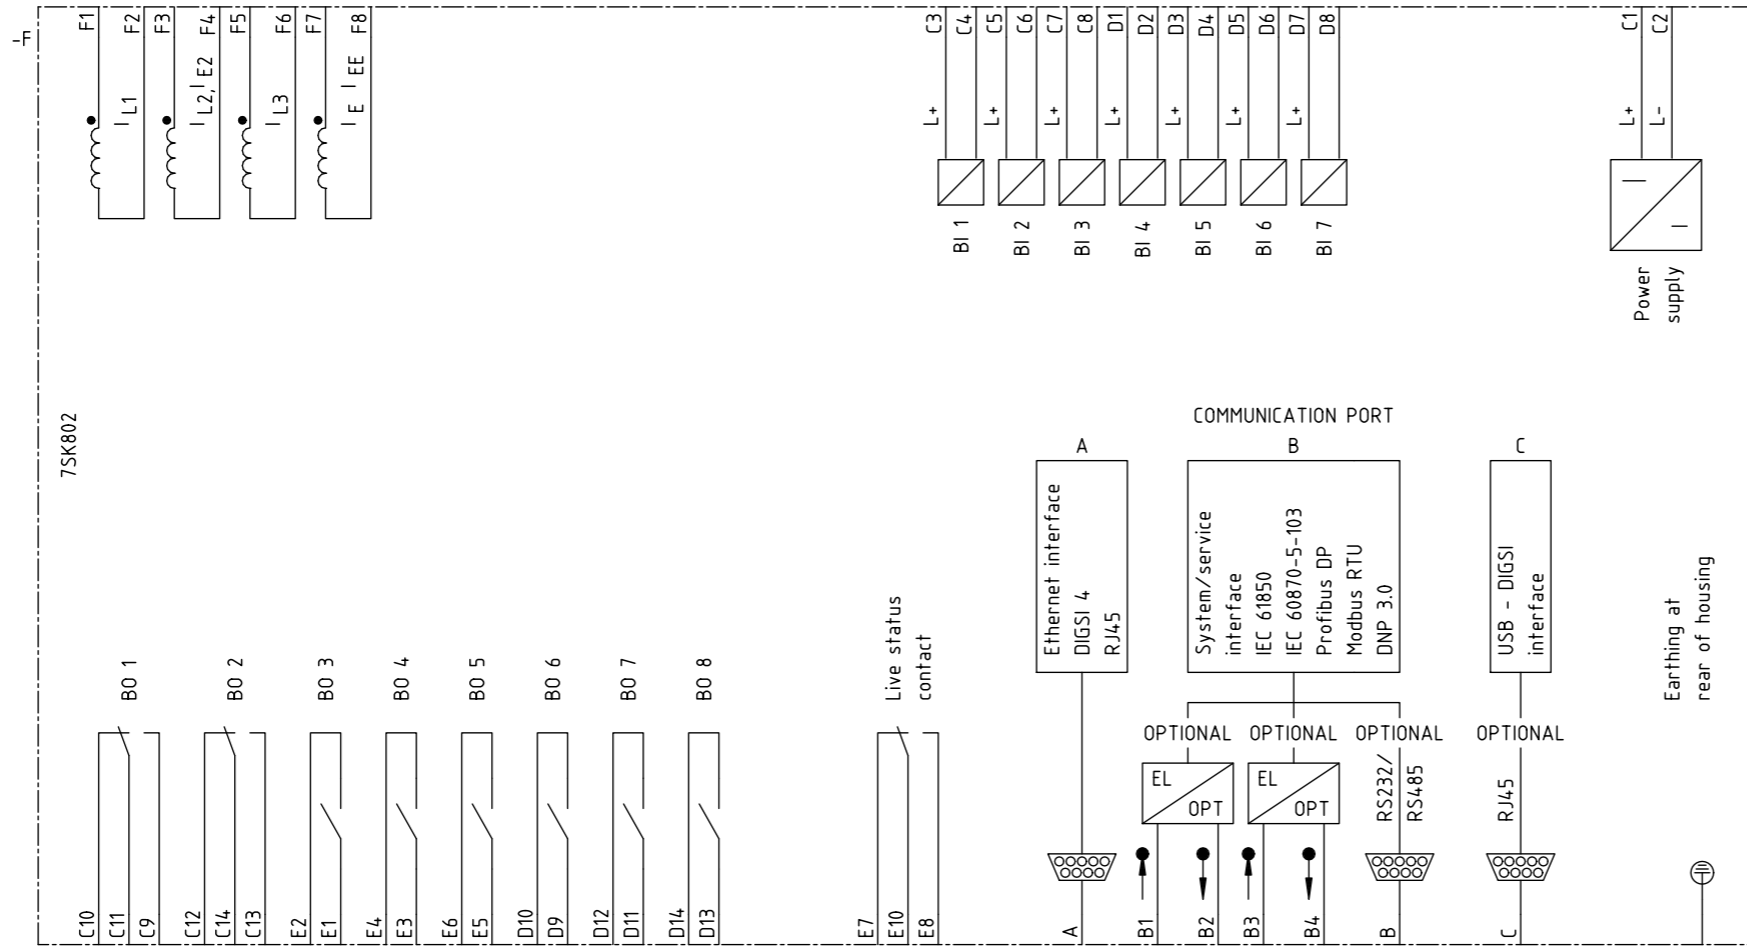 -F
F1
F2
F3
F4
F5
F6
F7
F8
I L1
I L2, I E2
I L3
I E I EE
C3
C4
C5
C6
C7
C8
D1
D2
D3
D4
D5
D6
D7
D8
L+
L+
L+
L+
L+
L+
L+
BI 1
BI 2
BI 3
BI 4
BI 5
BI 6
BI 7
C1
C2
L+
L-
Power
supply
7SK802
COMMUNICATION PORT
A
B
C
Ethernet interface
DIGSI 4
RJ45
System/service
interface
IEC 61850
IEC 60870-5-103
Profibus DP
Modbus RTU
DNP 3.0
USB - DIGSI
interface
Earthing at
rear of housing
BO 1
BO 2
BO 3
BO 4
BO 5
BO 6
BO 7
BO 8
Live status
contact
OPTIONAL
OPTIONAL
OPTIONAL
OPTIONAL
EL
OPT
EL
OPT
RS232/
RS485
RJ45
C10
C11
C9
C12
C14
C13
E2
E1
E4
E3
E6
E5
D10
D9
D12
D11
D14
D13
E7
E10
E8
A
B1
B2
B3
B4
B
C